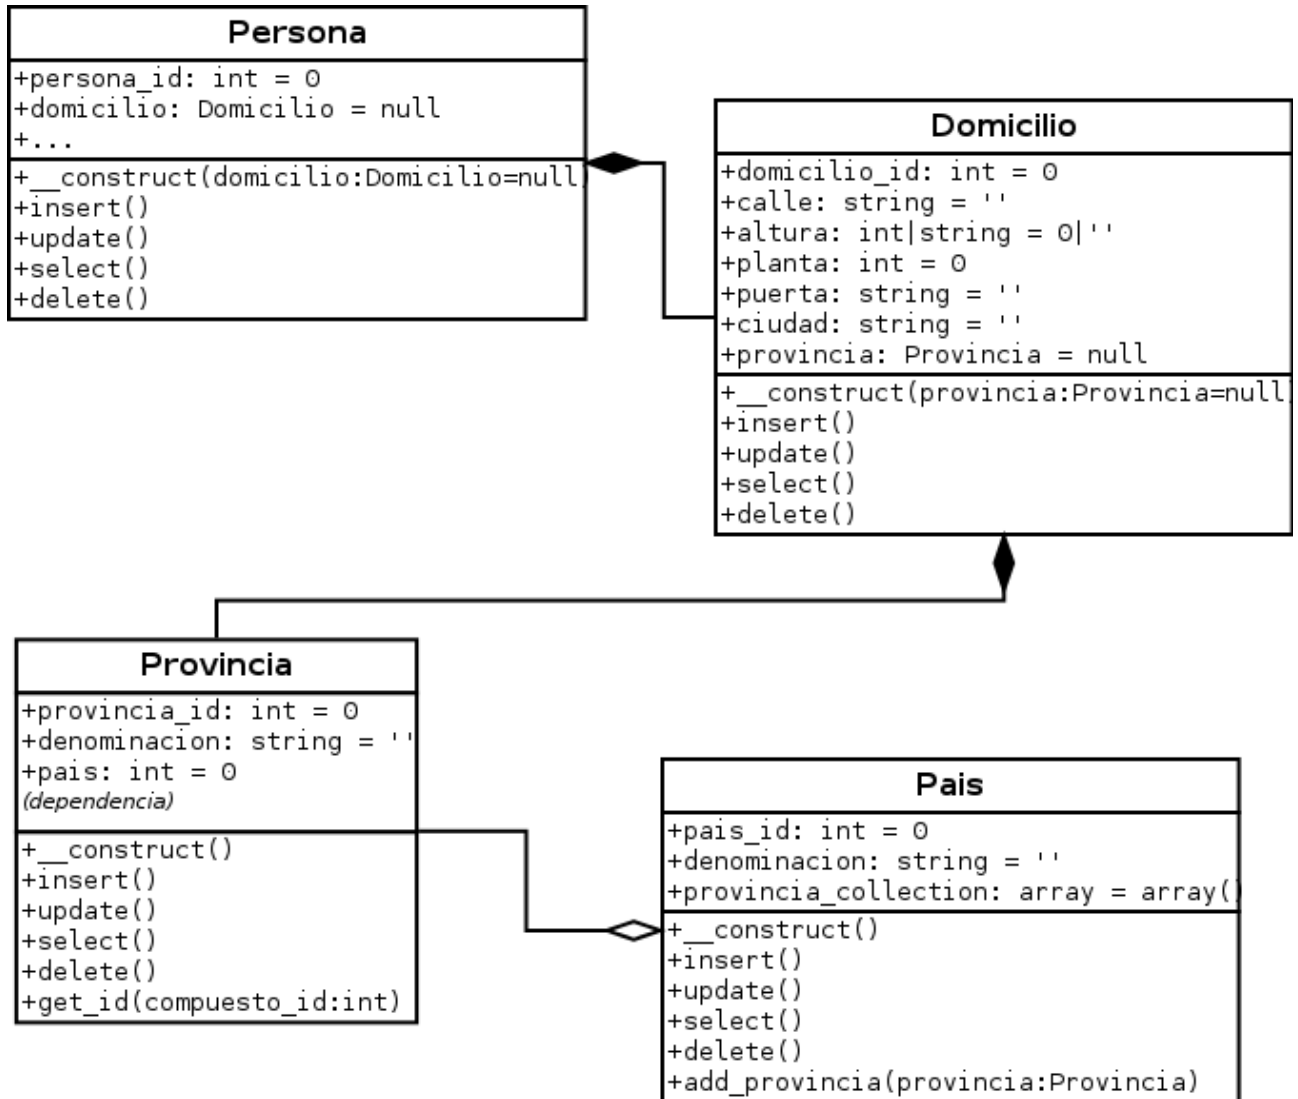 Persona
+persona_id: int = 0
+domicilio: Domicilio = null
+...
+__construct(domicilio:Domicilio=null)
+insert()
+update()
+select()
+delete()
Domicilio
+domicilio_id: int = 0
+calle: string = ''
+altura: int|string = 0|''
+planta: int = 0
+puerta: string = ''
+ciudad: string = ''
+provincia: Provincia = null
+__construct(provincia:Provincia=null)
+insert()
+update()
+select()
+delete()
Provincia
+provincia_id: int = 0
+denominacion: string = ''
+pais: int = 0
(dependencia)
+__construct()
+insert()
+update()
+select()
+delete()
+get_id(compuesto_id:int)
Pais
+pais_id: int = 0
+denominacion: string = ''
+provincia_collection: array = array()
+__construct()
+insert()
+update()
+select()
+delete()
+add_provincia(provincia:Provincia)